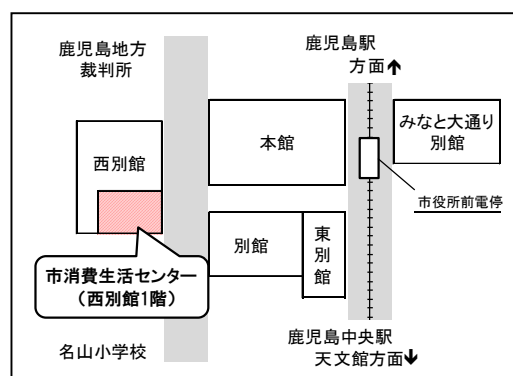 鹿児島地方
裁判所
鹿児島駅
方面↑
西別館
本館
みなと大通り
別館
市役所前電停
市消費生活センター
（西別館1階）
別館
東
別
館
名山小学校
鹿児島中央駅
天文館方面↓